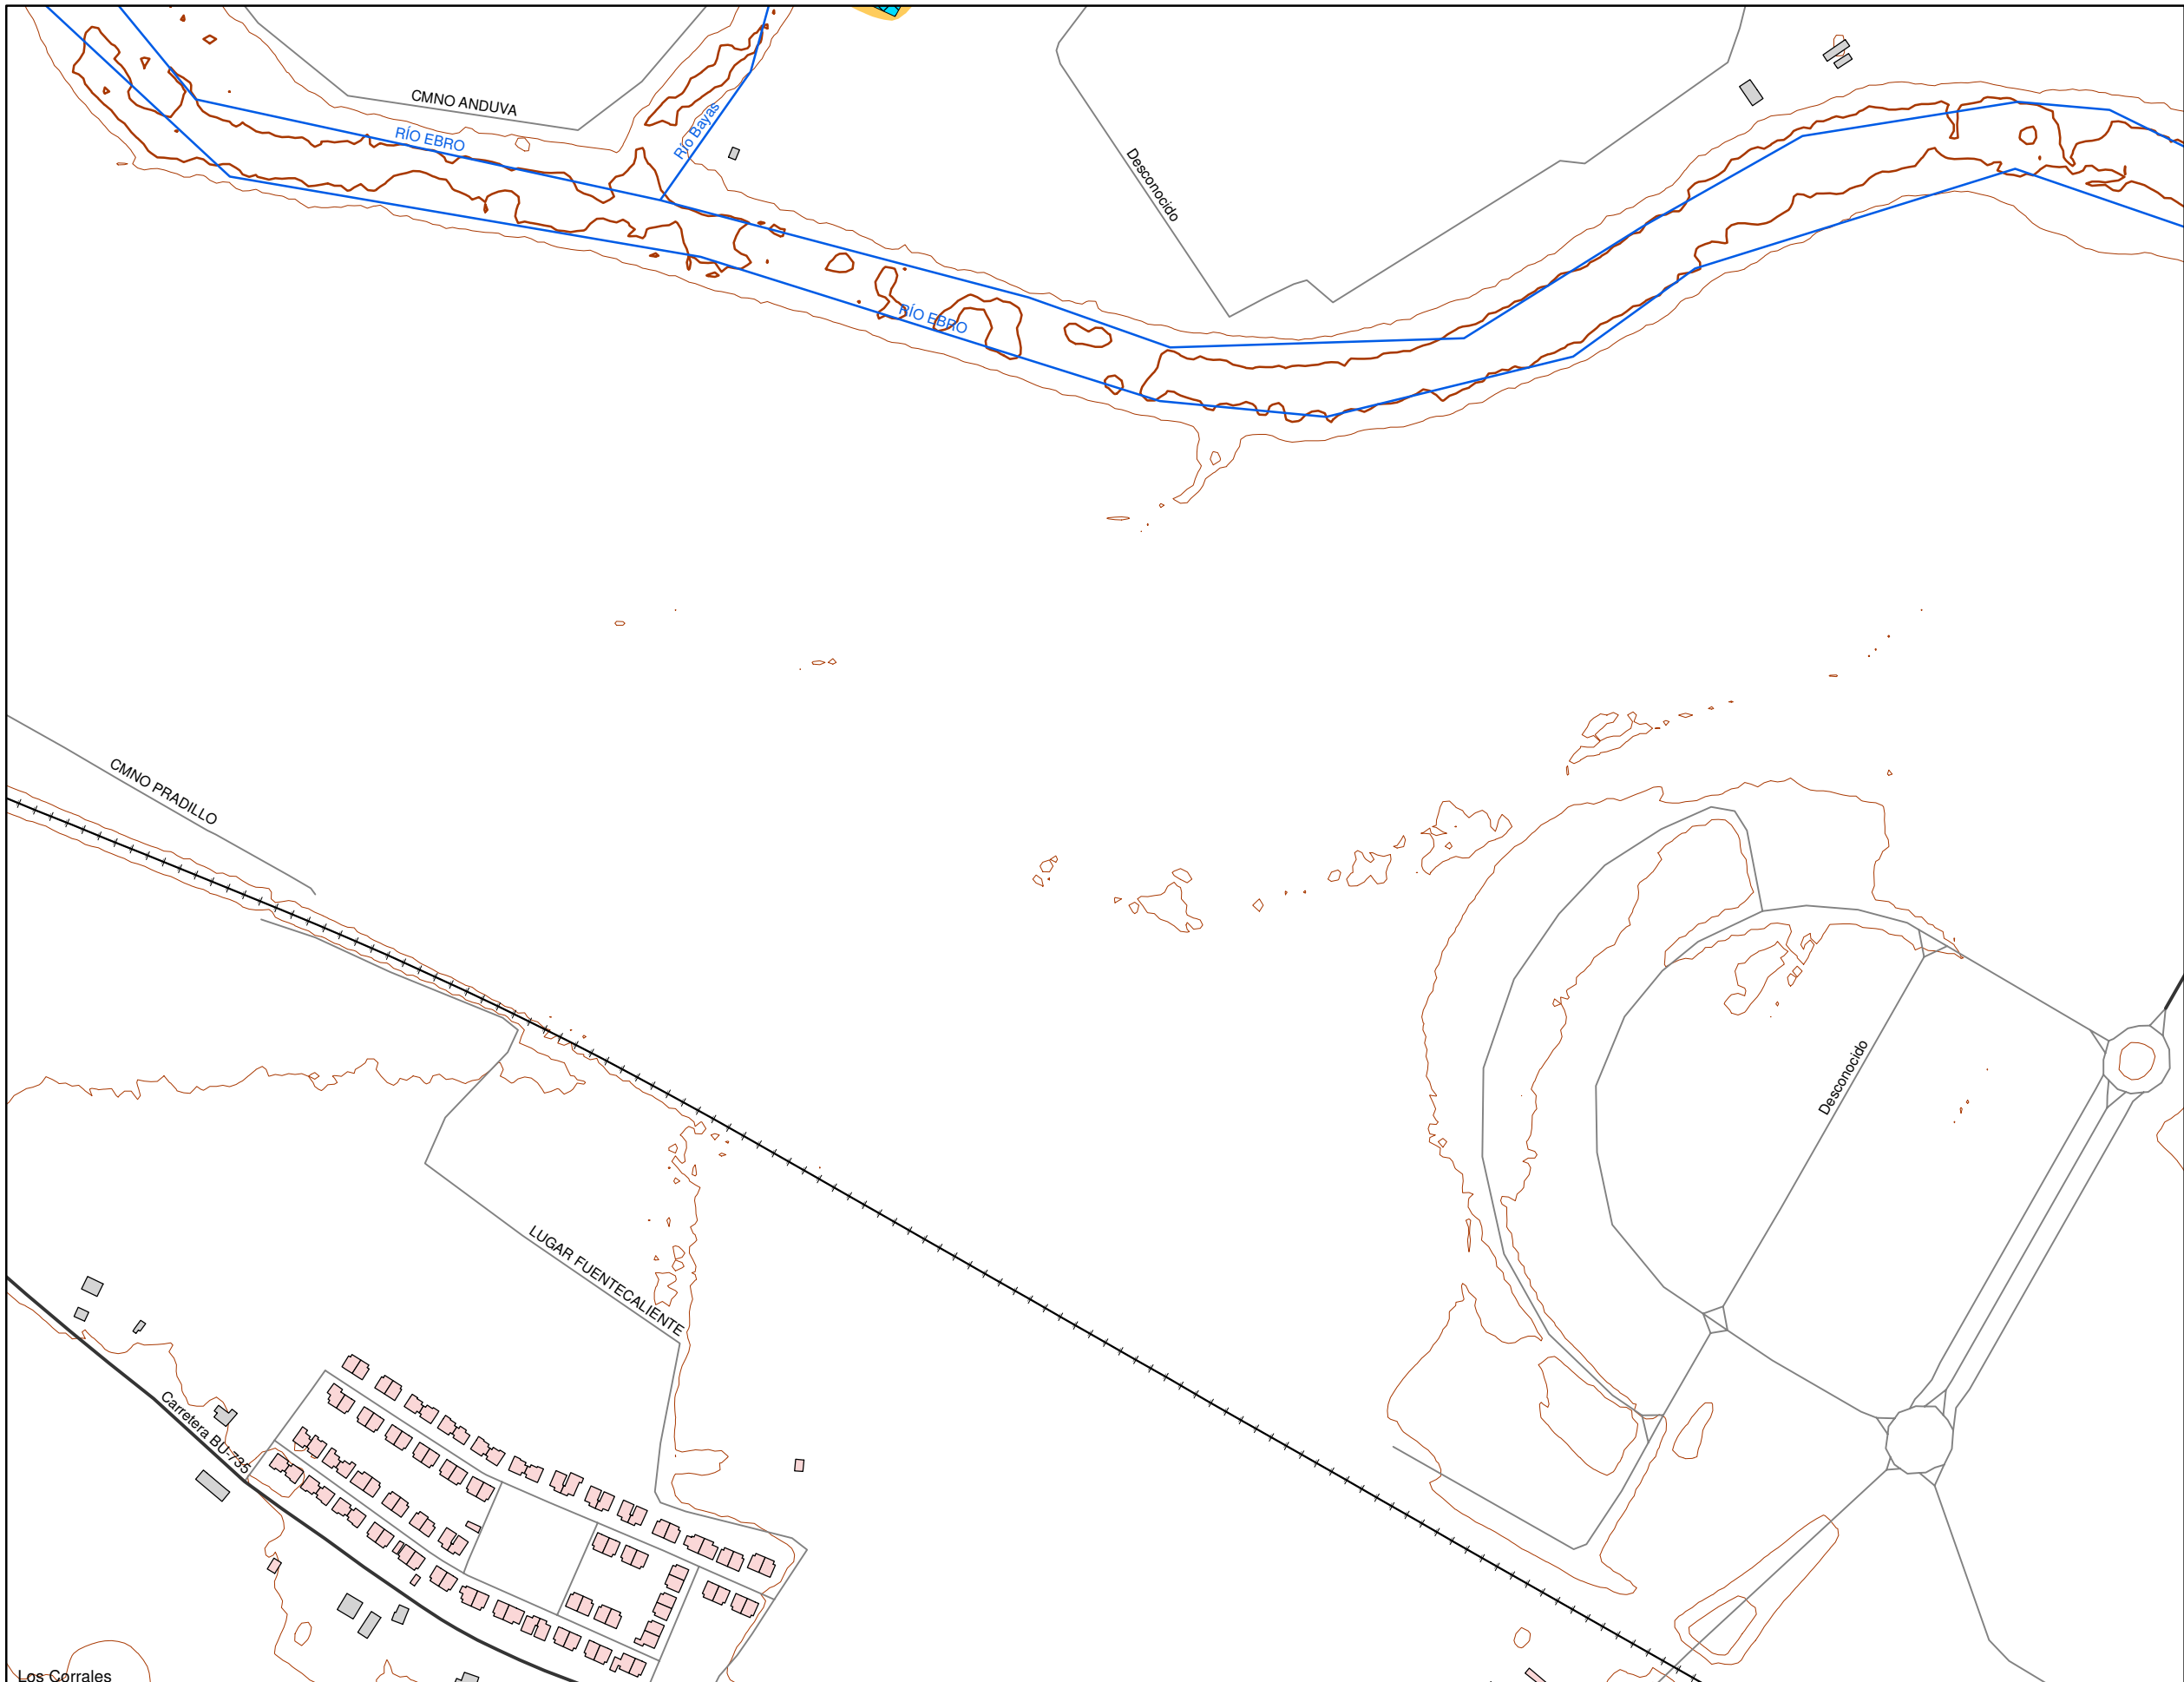 CMNO ANDUVA
RÍO EBRO
Río Bayas
Desconocido
RÍO EBRO
CMNO PRADILLO
Desconocido
LUGAR FUENTECALIENTE
Carretera BU-735
Los Corrales